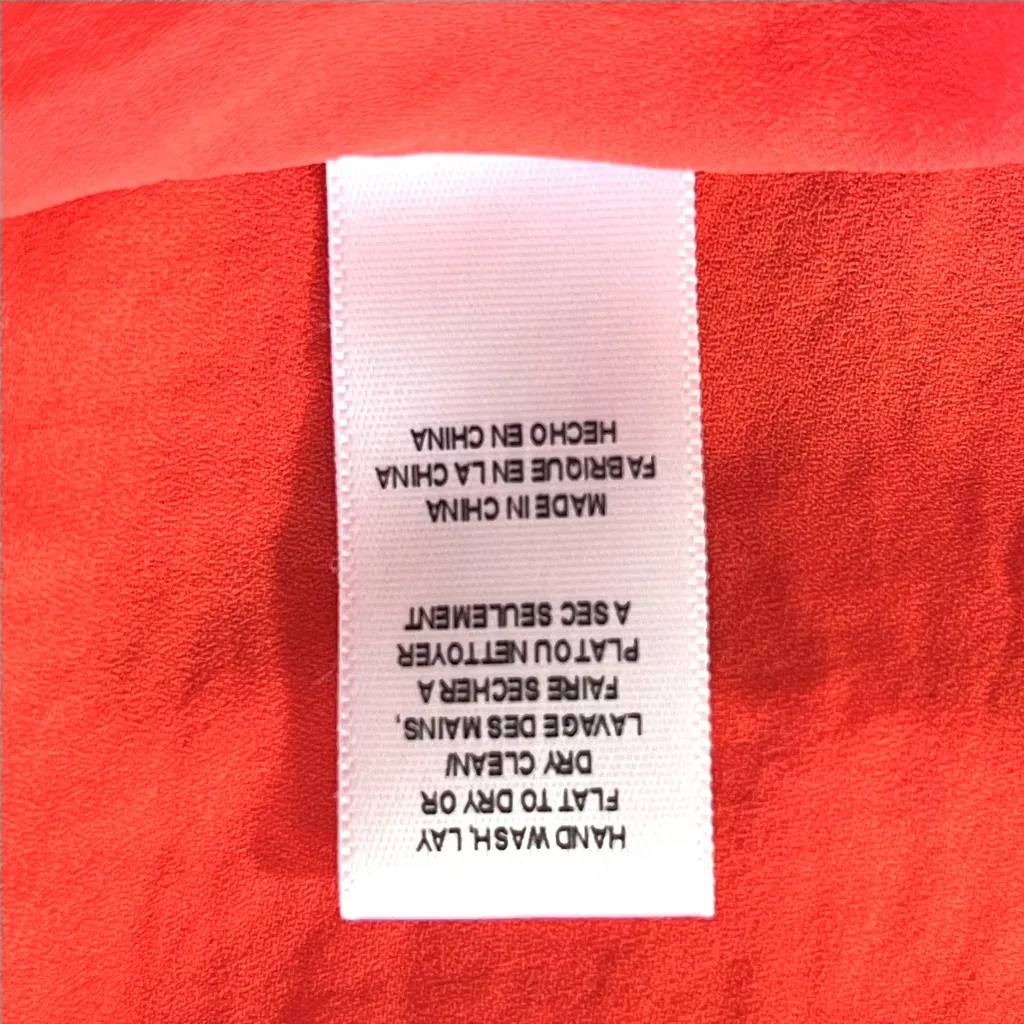 HAND WASH, LAY
FLAT TO DRY OR
DRY CLEAN/
LAVAGE DES MAINS,
FAIRE SECHER A
PLAT OU NETTOYER
A SEC SEULEMENT
MADE IN CHINA
FABRIQUE EN LA CHINA
HECHO EN CHINA